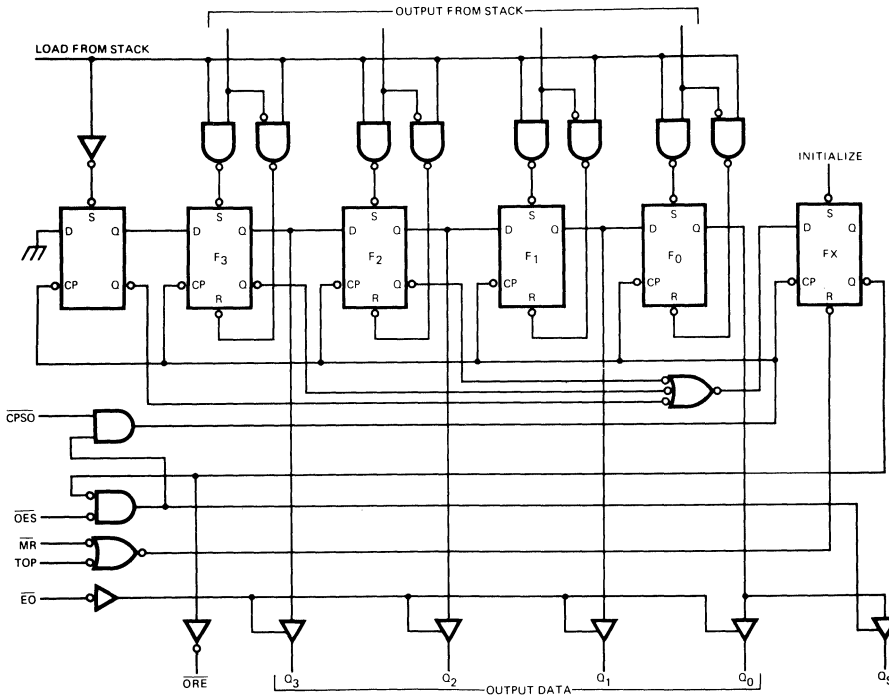 OUTPUT FROM STACK
LOAD FROM STACK
INITIALIZE
S
D Q
CP Q
S
D Q
F3
CP Q
R
S
D Q
F2
CP Q
R
S
D Q
F1
CP
R
S
D Q
F0
CP
R
S
D
FX
CP Q
R
CPSO
OES
MR
TOP
EO
ORE
Q3
Q2
Q1
Q0
QS
OUTPUT DATA